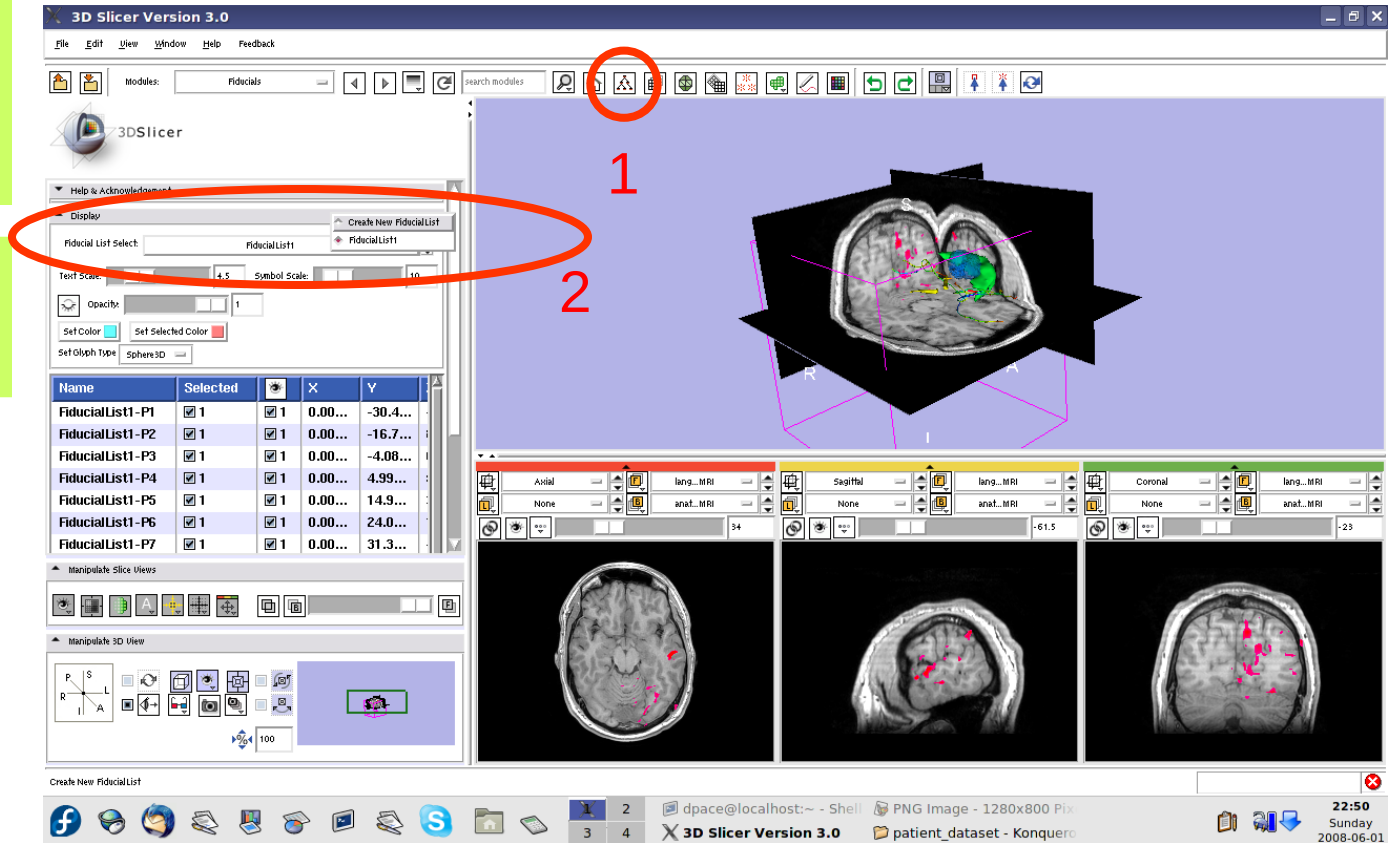 3D Slicer Version 3.0
File Edit View Window Help Feedback
Modules: Fiducials search modules
3DSlicer
1
Help & Acknowledgement
Display
Create New FiducialList
Fiducial List Select: FiducialList1
FiducialList1
Text Scale: 4.5 Symbol Scale: 10
2
Opacity: 1
Set Color Set Selected Color
Set Glyph Type Sphere3D
Name Selected X Y
FiducialList1-P1 1 1 0.00... -30.4...
FiducialList1-P2 1 1 0.00... -16.7...
FiducialList1-P3 1 1 0.00... -4.08...
FiducialList1-P4 1 1 0.00... 4.99...
FiducialList1-P5 1 1 0.00... 14.9...
FiducialList1-P6 1 1 0.00... 24.0...
FiducialList1-P7 1 1 0.00... 31.3...
S
R A
I
Axial F lang...MRI
L None B anat...MRI
34
Sagittal F lang...MRI
L None B anat...MRI
-61.5
Coronal F lang...MRI
L None B anat...MRI
-23
Manipulate Slice Views
A B F
Manipulate 3D View
P S
R L
I A
% 100
Create New FiducialList
1 2
3 4
dpace@localhost:~ - Shell
PNG Image - 1280x800 Pix
3D Slicer Version 3.0
patient_dataset - Konquero
22:50
Sunday
2008-06-01